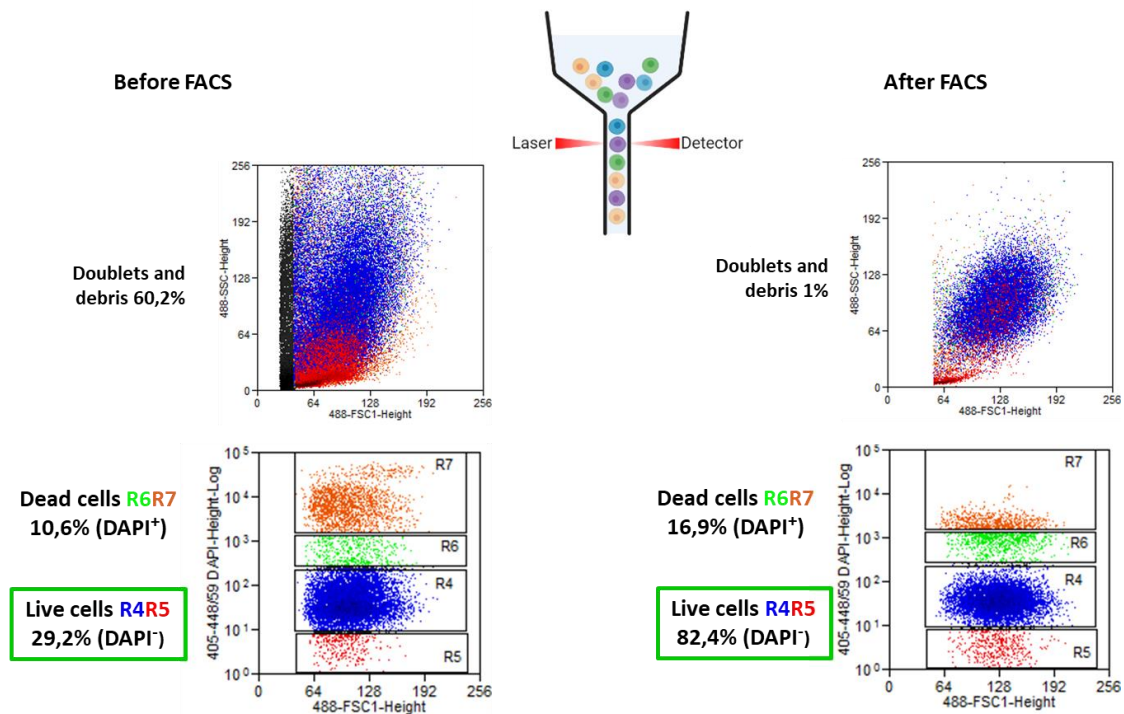 Before FACS
After FACS
Laser
Detector
Doublets and
debris 60,2%
488-SSC-Height
256
192
128
64
0
0 64 128 192 256
488-FSC1-Height
Doublets and
debris 1%
488-SSC-Height
256
192
128
64
0
0 64 128 192 256
488-FSC1-Height
Dead cells R6R7
10,6% (DAPI⁺)
Live cells R4R5
29,2% (DAPI⁻)
405-448/59 DAPI-Height-Log
10⁵
10⁴
10³
10²
10¹
10⁰
R7
R6
R4
R5
0 64 128 192 256
488-FSC1-Height
Dead cells R6R7
16,9% (DAPI⁺)
Live cells R4R5
82,4% (DAPI⁻)
405-448/59 DAPI-Height-Log
10⁵
10⁴
10³
10²
10¹
10⁰
R7
R6
R4
R5
0 64 128 192 256
488-FSC1-Height